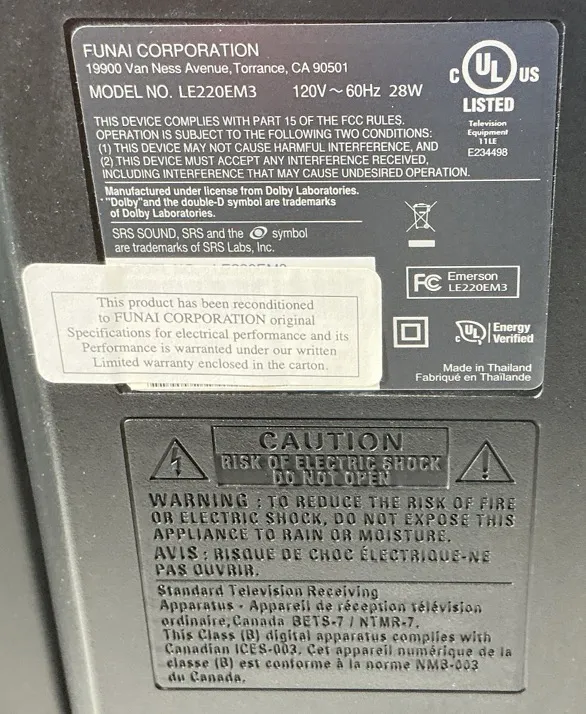 FUNAI CORPORATION
19900 Van Ness Avenue, Torrance, CA 90501
MODEL NO. LE220EM3 120V~60Hz 28W
C UL US
LISTED
Television
Equipment
11LE
E234498
THIS DEVICE COMPLIES WITH PART 15 OF THE FCC RULES.
OPERATION IS SUBJECT TO THE FOLLOWING TWO CONDITIONS:
(1) THIS DEVICE MAY NOT CAUSE HARMFUL INTERFERENCE, AND
(2) THIS DEVICE MUST ACCEPT ANY INTERFERENCE RECEIVED,
INCLUDING INTERFERENCE THAT MAY CAUSE UNDESIRED OPERATION.
Manufactured under license from Dolby Laboratories.
"Dolby"and the double-D symbol are trademarks
of Dolby Laboratories.
SRS SOUND, SRS and the symbol
are trademarks of SRS Labs, Inc.
FC Emerson
LE220EM3
This product has been reconditioned
to FUNAI CORPORATION original
Specifications for electrical performance and its
Performance is warranted under our written
Limited warranty enclosed in the carton.
C UL Energy
Verified
Made in Thailand
Fabriqué en Thaïlande
CAUTION
RISK OF ELECTRIC SHOCK
DO NOT OPEN
WARNING : TO REDUCE THE RISK OF FIRE
OR ELECTRIC SHOCK, DO NOT EXPOSE THIS
APPLIANCE TO RAIN OR MOISTURE.
AVIS : RISQUE DE CHOC ÉLECTRIQUE-NE
PAS OUVRIR.
Standard Television Receiving
Apparatus - Appareil de réception télévision
ordinaire, Canada BETS-7 / NTMR-7.
This Class (B) digital apparatus complies with
Canadian ICES-003. Cet appareil numérique de la
classe (B) est conforme à la norme NMB-003
du Canada.